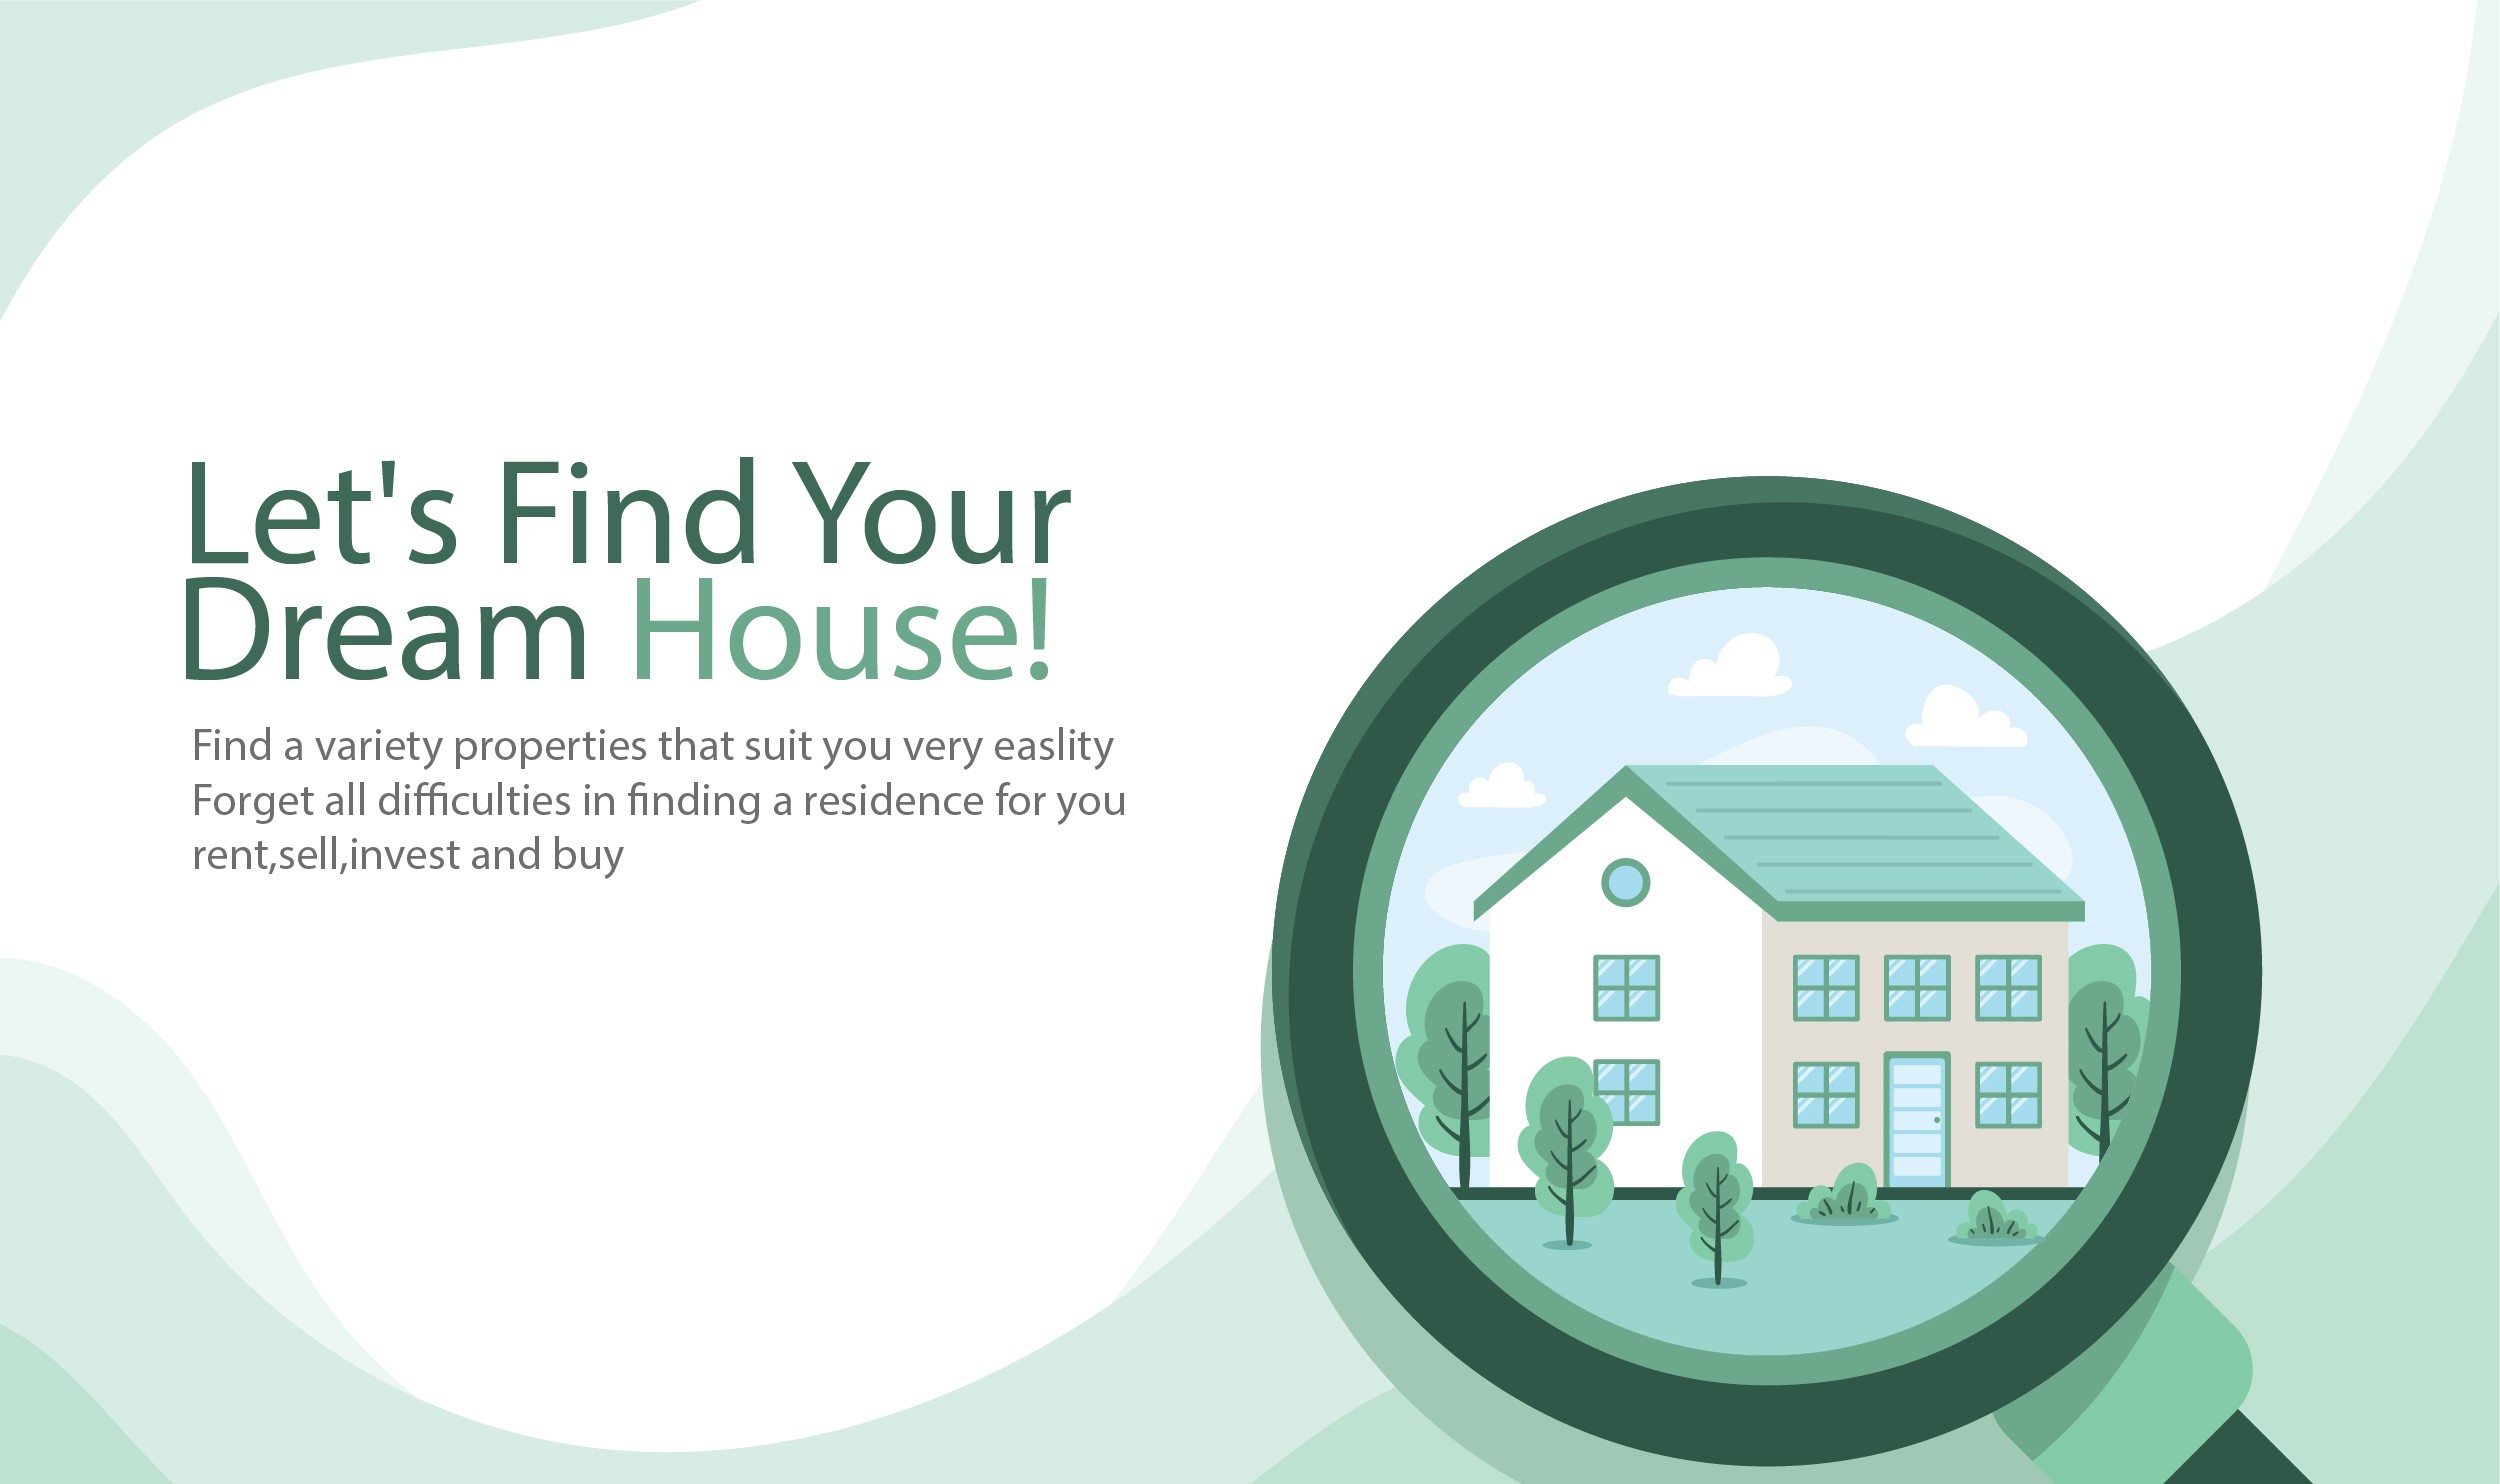 Let's Find Your
Dream House!
Find a variety properties that suit you very easlity
Forget all difficulties in finding a residence for you
rent,sell,invest and buy